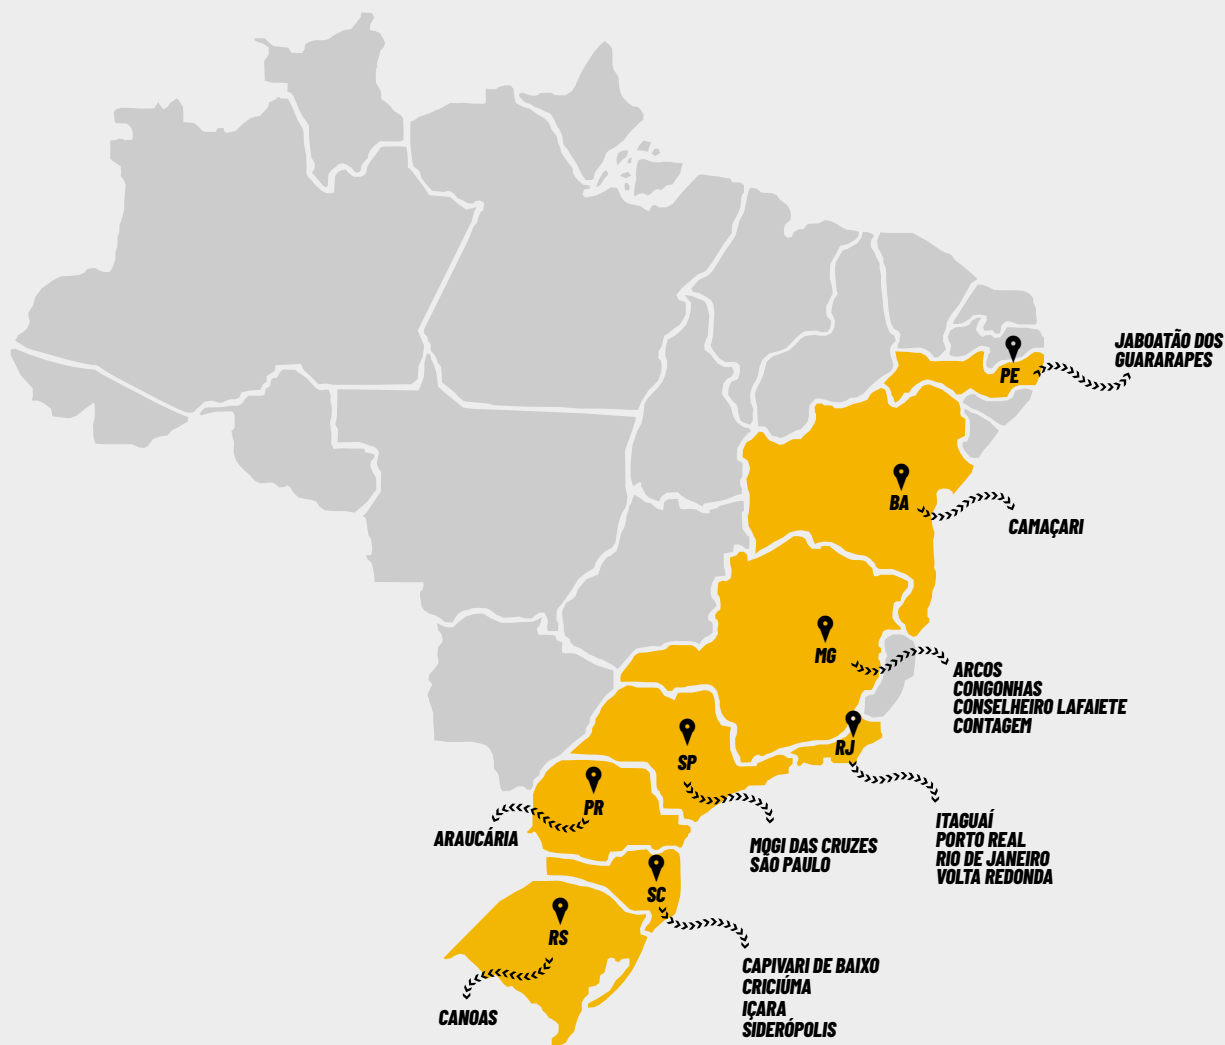 JABOATÃO DOS
GUARARAPES
PE
BA
CAMAÇARI
MG
ARCOS
CONGONHAS
CONSELHEIRO LAFAIETE
CONTAGEM
RJ
ITAGUAÍ
PORTO REAL
RIO DE JANEIRO
VOLTA REDONDA
SP
MOGI DAS CRUZES
SÃO PAULO
PR
ARAUCÁRIA
SC
CAPIVARI DE BAIXO
CRICIÚMA
IÇARA
SIDERÓPOLIS
RS
CANOAS